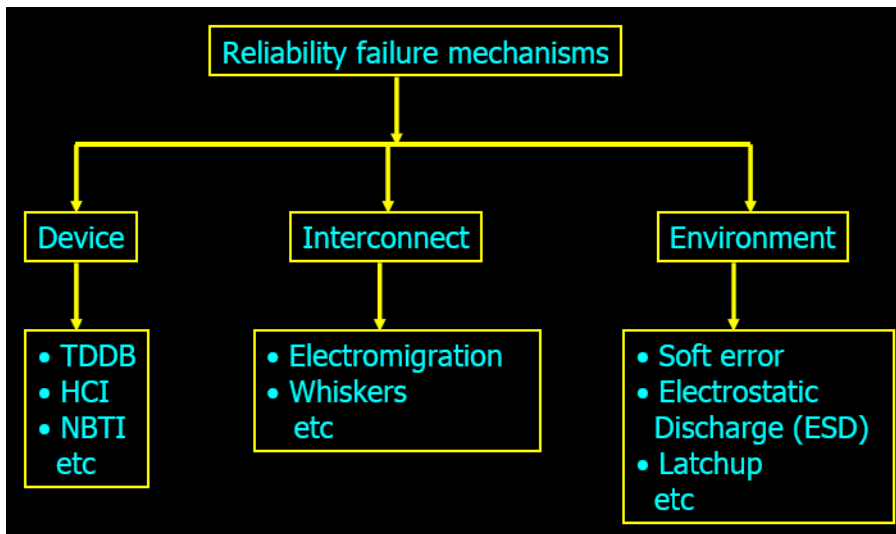 Reliability failure mechanisms
Device
Interconnect
Environment
• TDDB
• HCI
• NBTI
etc
• Electromigration
• Whiskers
etc
• Soft error
• Electrostatic
Discharge (ESD)
• Latchup
etc